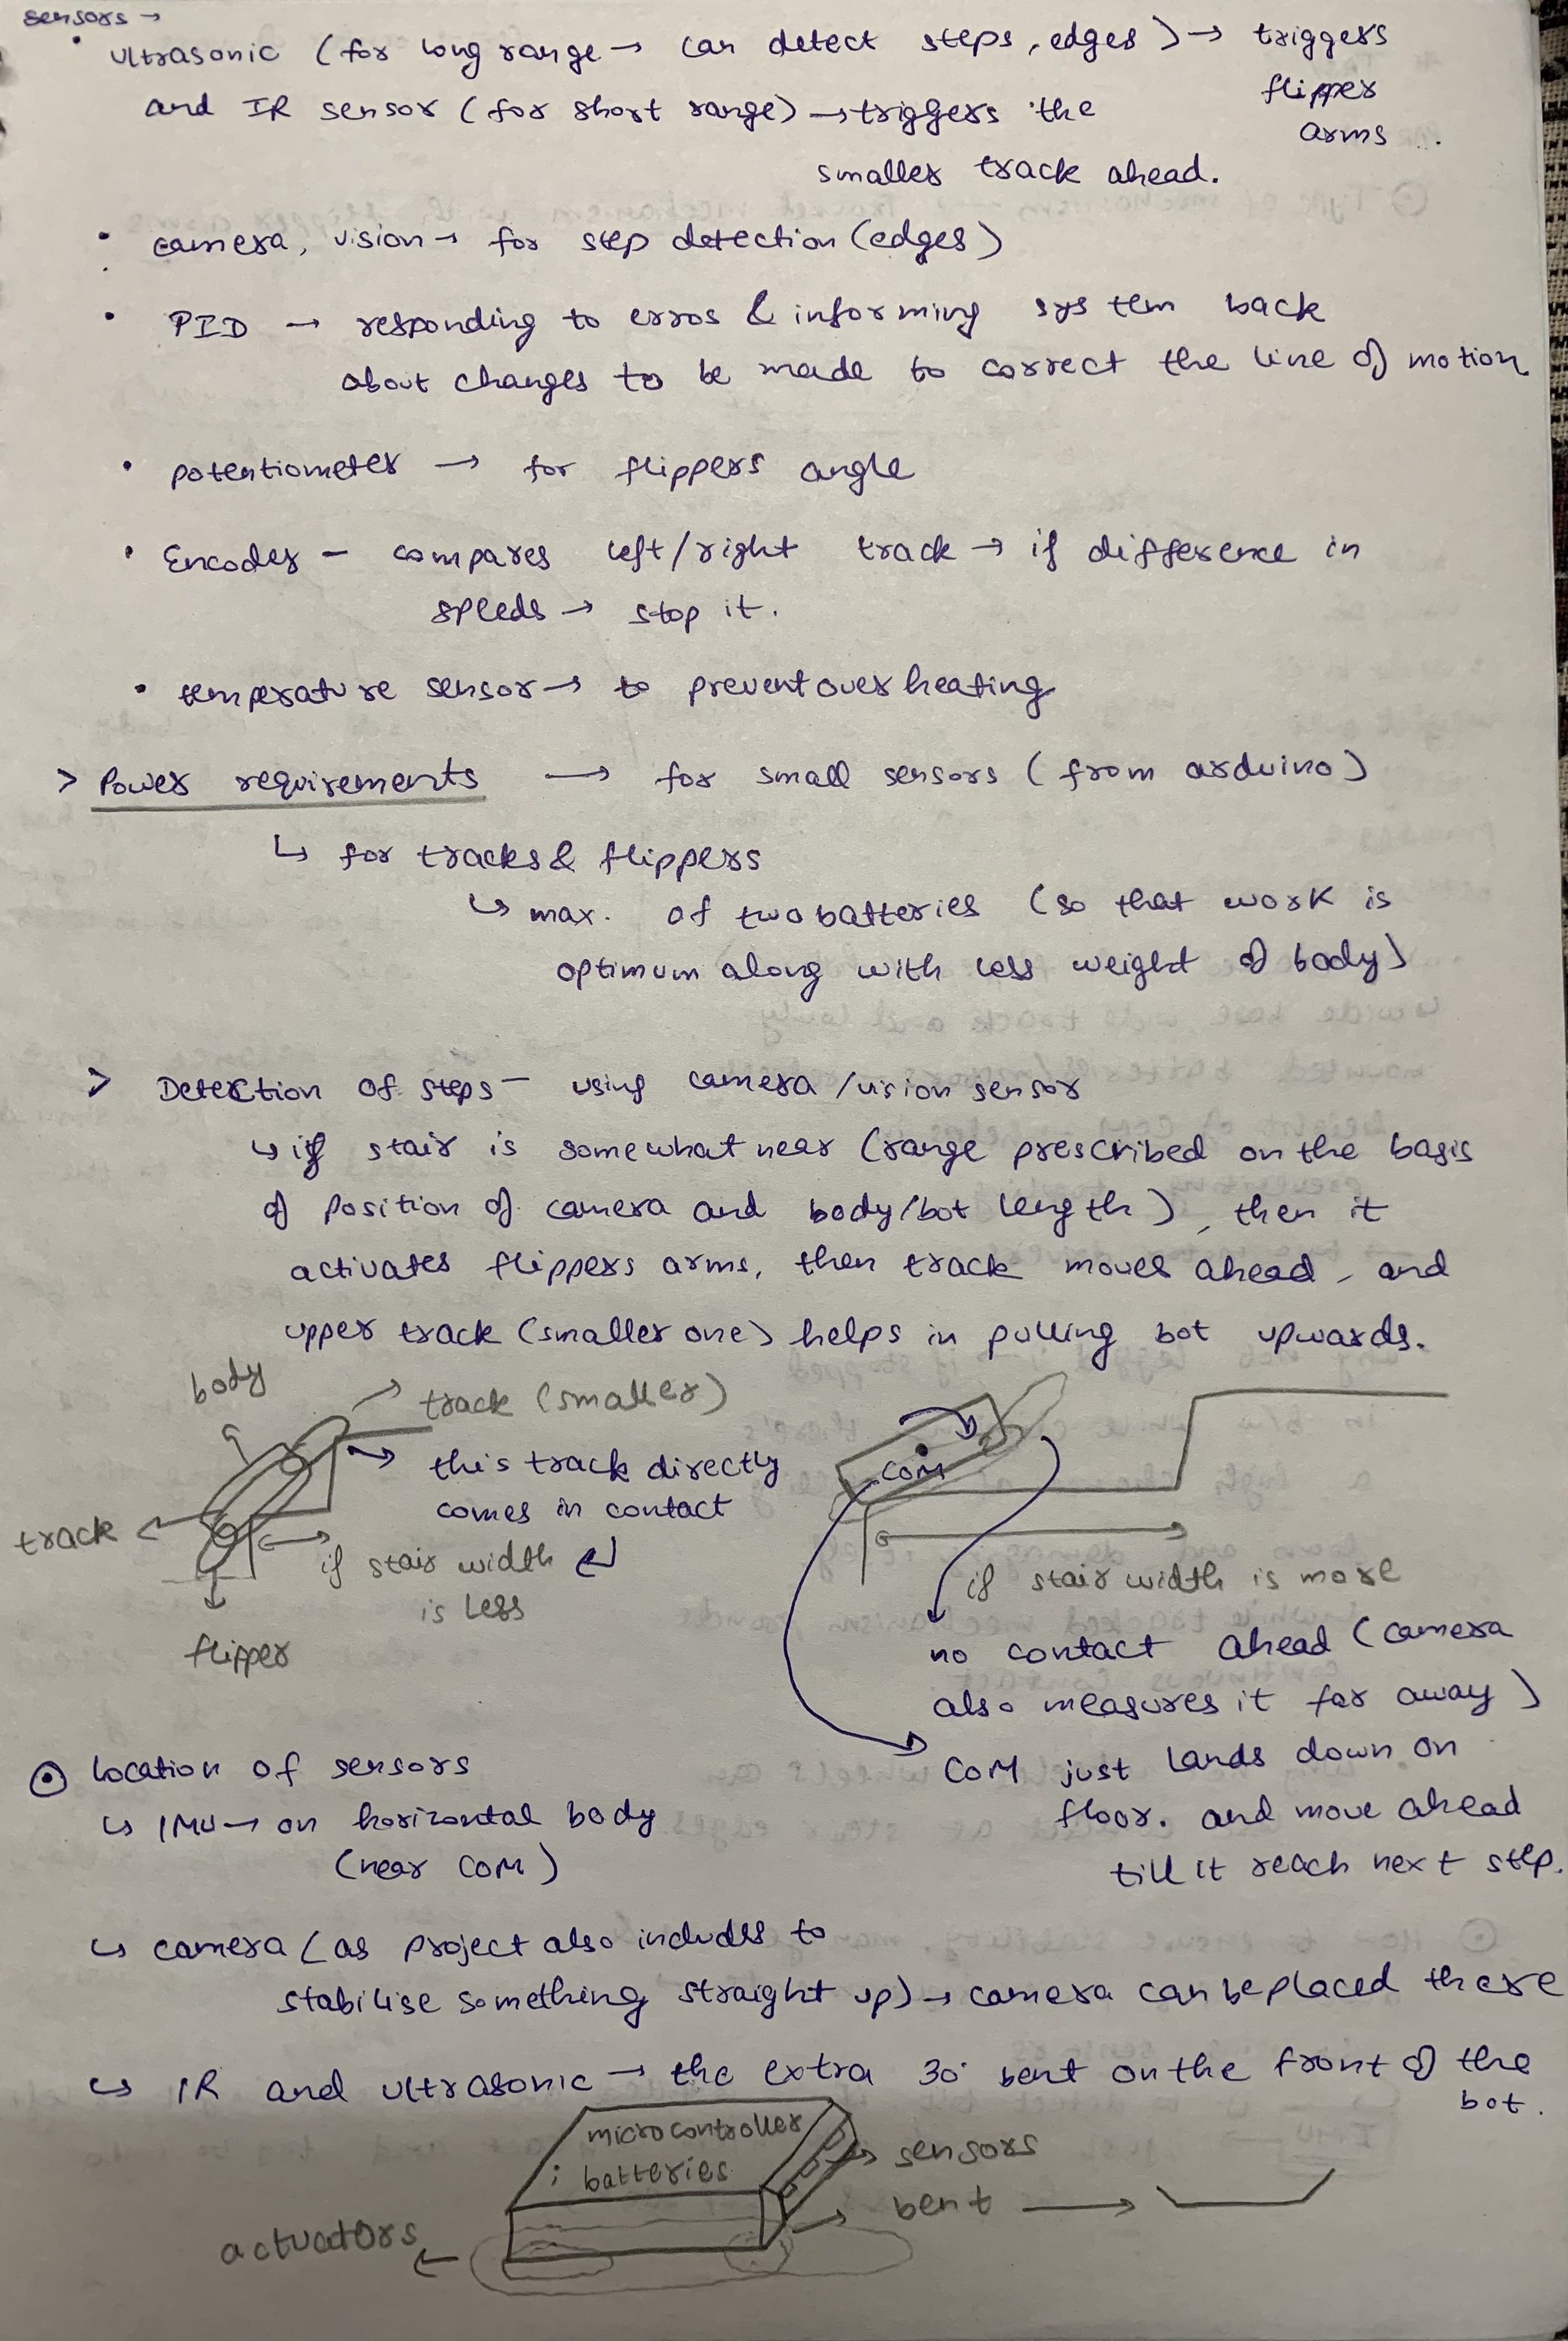 sensors →
• ultrasonic (for long range → can detect steps, edges) → triggers
flipper
arms
and IR sensor (for short range) → triggers the
smaller track ahead.
• camera, vision → for step detection (edges)
• PID → responding to erros & informing system back
about changes to be made to correct the line of motion
• potentiometer → for flippers angle
• Encoder - compares left/right track → if difference in
speeds → stop it.
• temperature sensor → to prevent overheating
> Power requirements → for small sensors (from arduino)
↳ for tracks & flippers
↳ max. of two batteries (so that work is
optimum along with less weight of body)
> Detection of steps - using camera/vision sensor
↳ if stair is somewhat near (range prescribed on the basis
of position of camera and body/bot length), then it
activates flippers arms, then track moves ahead, and
upper track (smaller one) helps in pulling bot upwards.
body
track (smaller)
this track directly
comes in contact
track
if stair width
is less
flipper
COM
if stair width is more
no contact ahead (camera
also measures it far away)
COM just lands down on
floor. and move ahead
till it reach next step.
⊙ location of sensors
↳ IMU → on horizontal body
(near COM)
↳ camera (as project also includes to
stabilise something straight up) → camera can be placed there
↳ IR and ultrasonic → the extra 30° bent on the front of the
bot.
microcontroller
; batteries
→ sensors
→ bent →
actuators